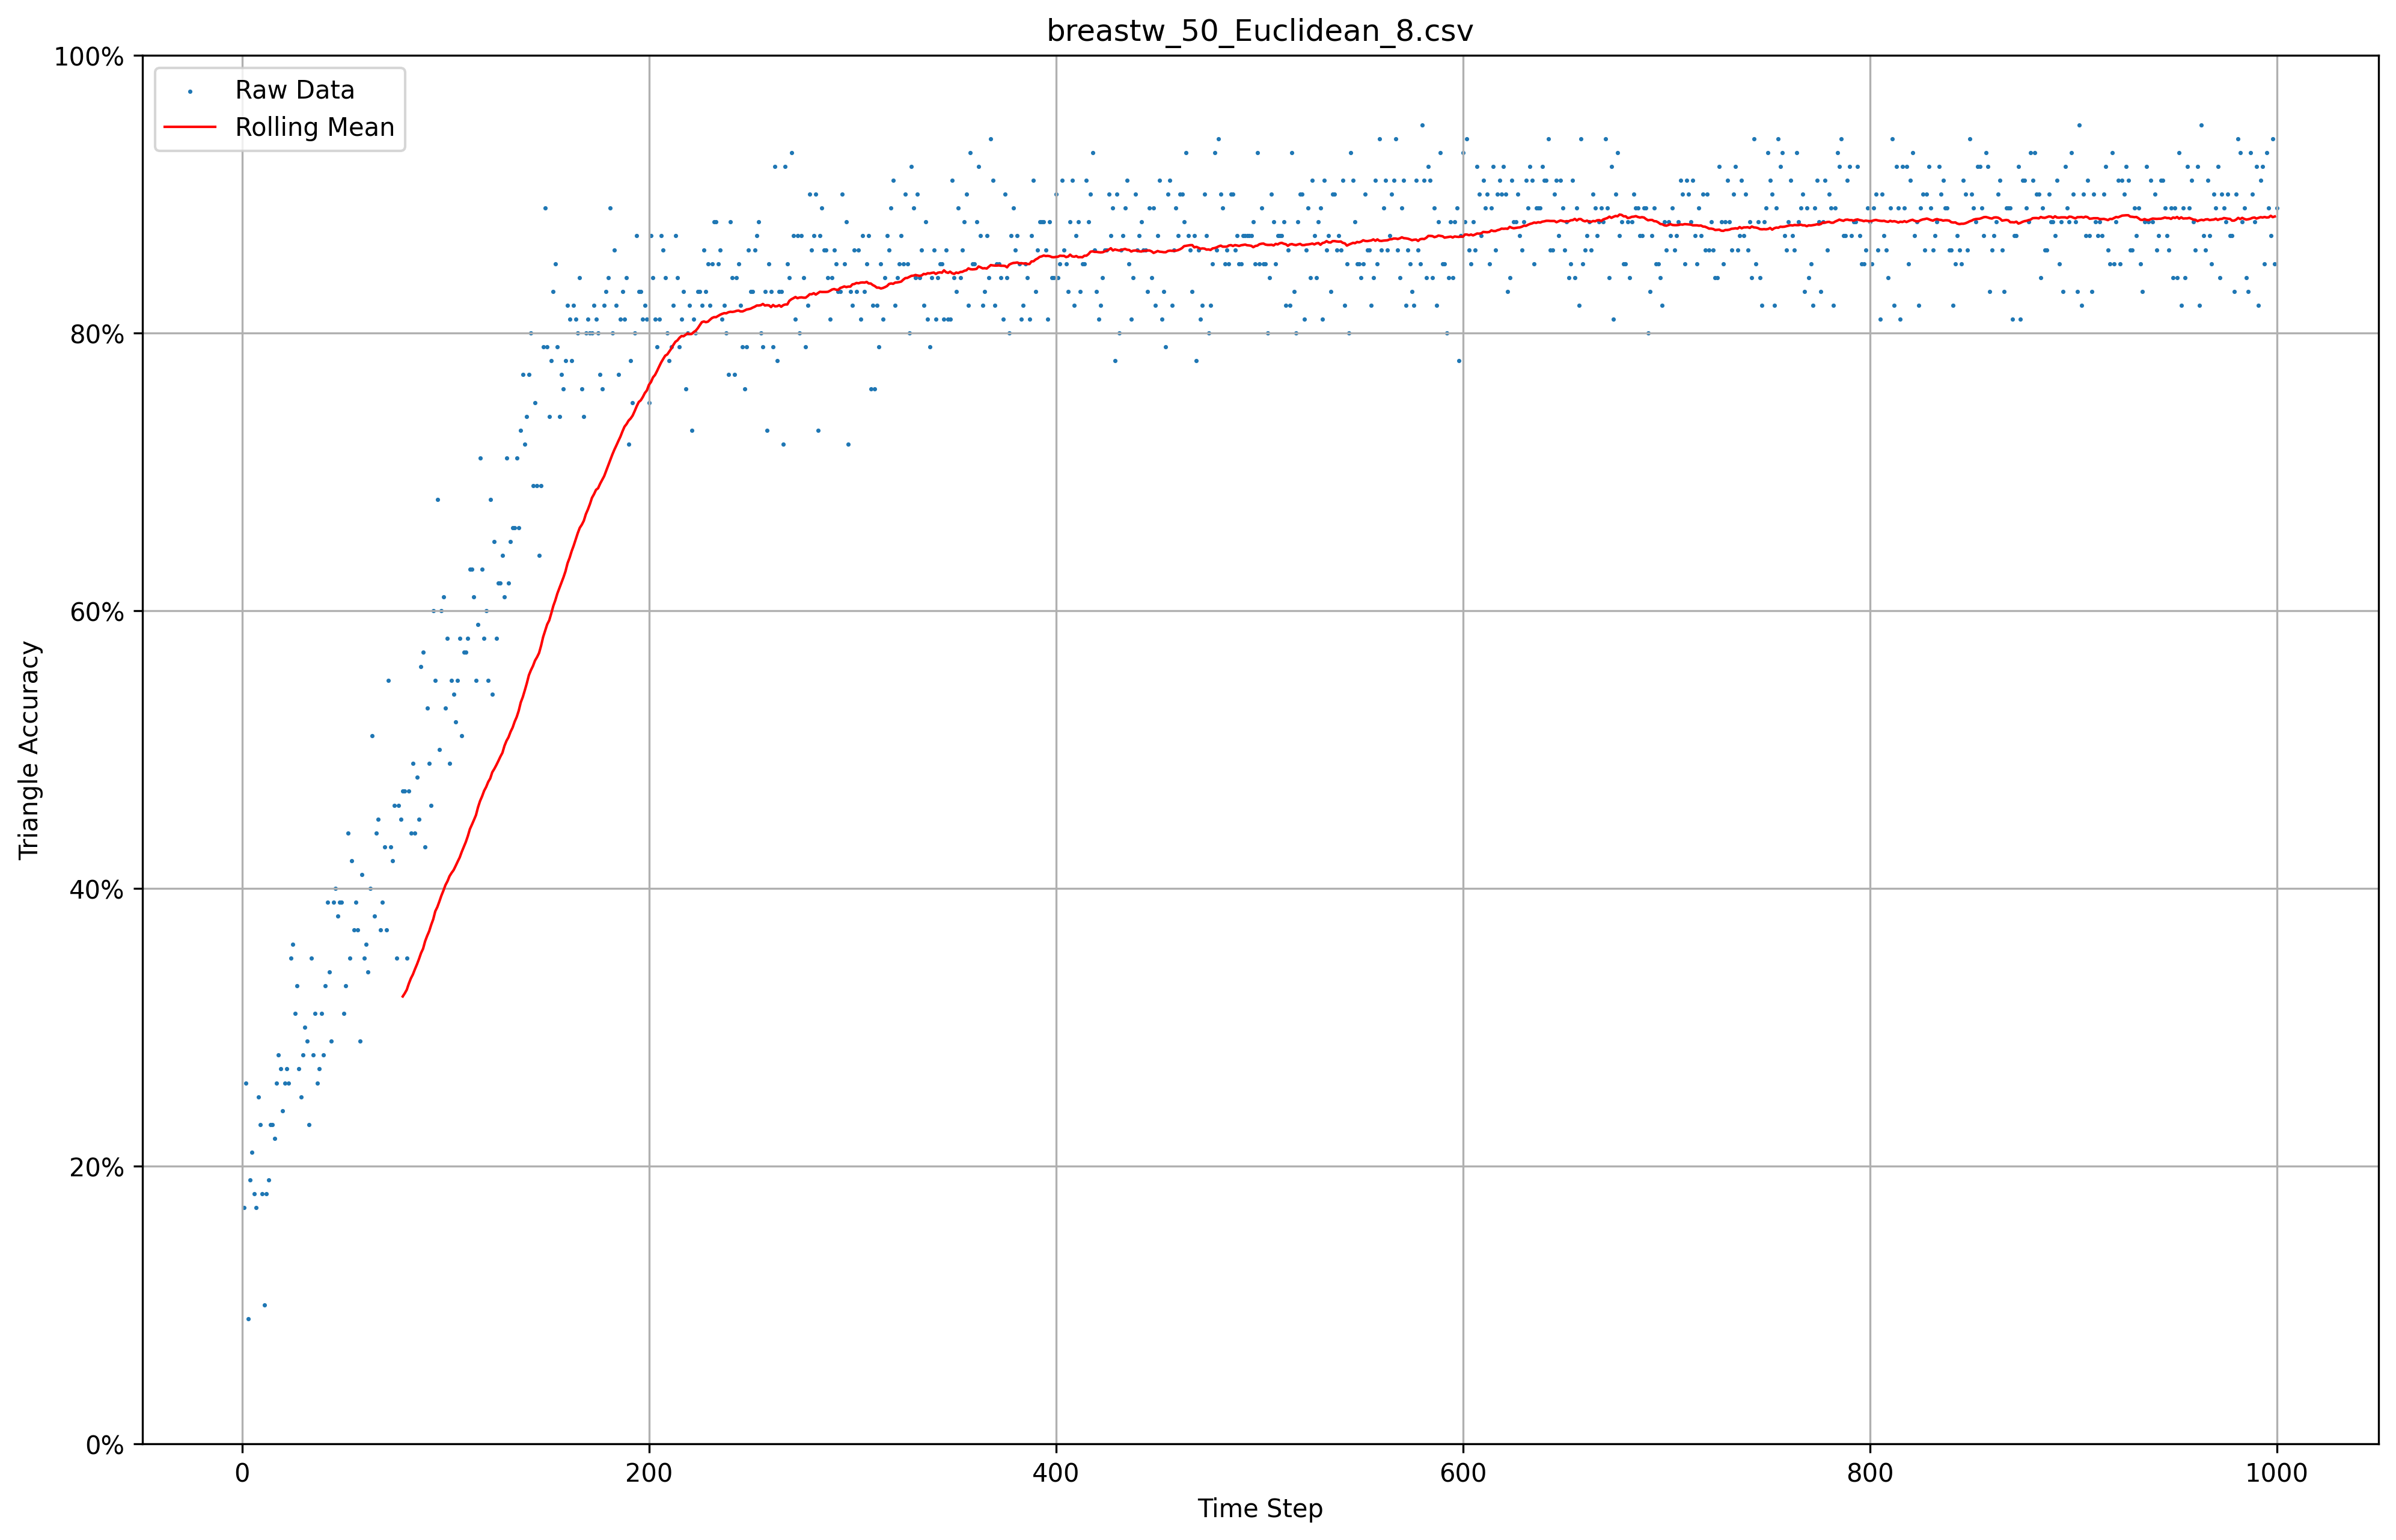 breastw_50_Euclidean_8.csv
100%
80%
60%
40%
20%
0%
Triangle Accuracy
Raw Data
Rolling Mean
0
200
400
600
800
1000
Time Step